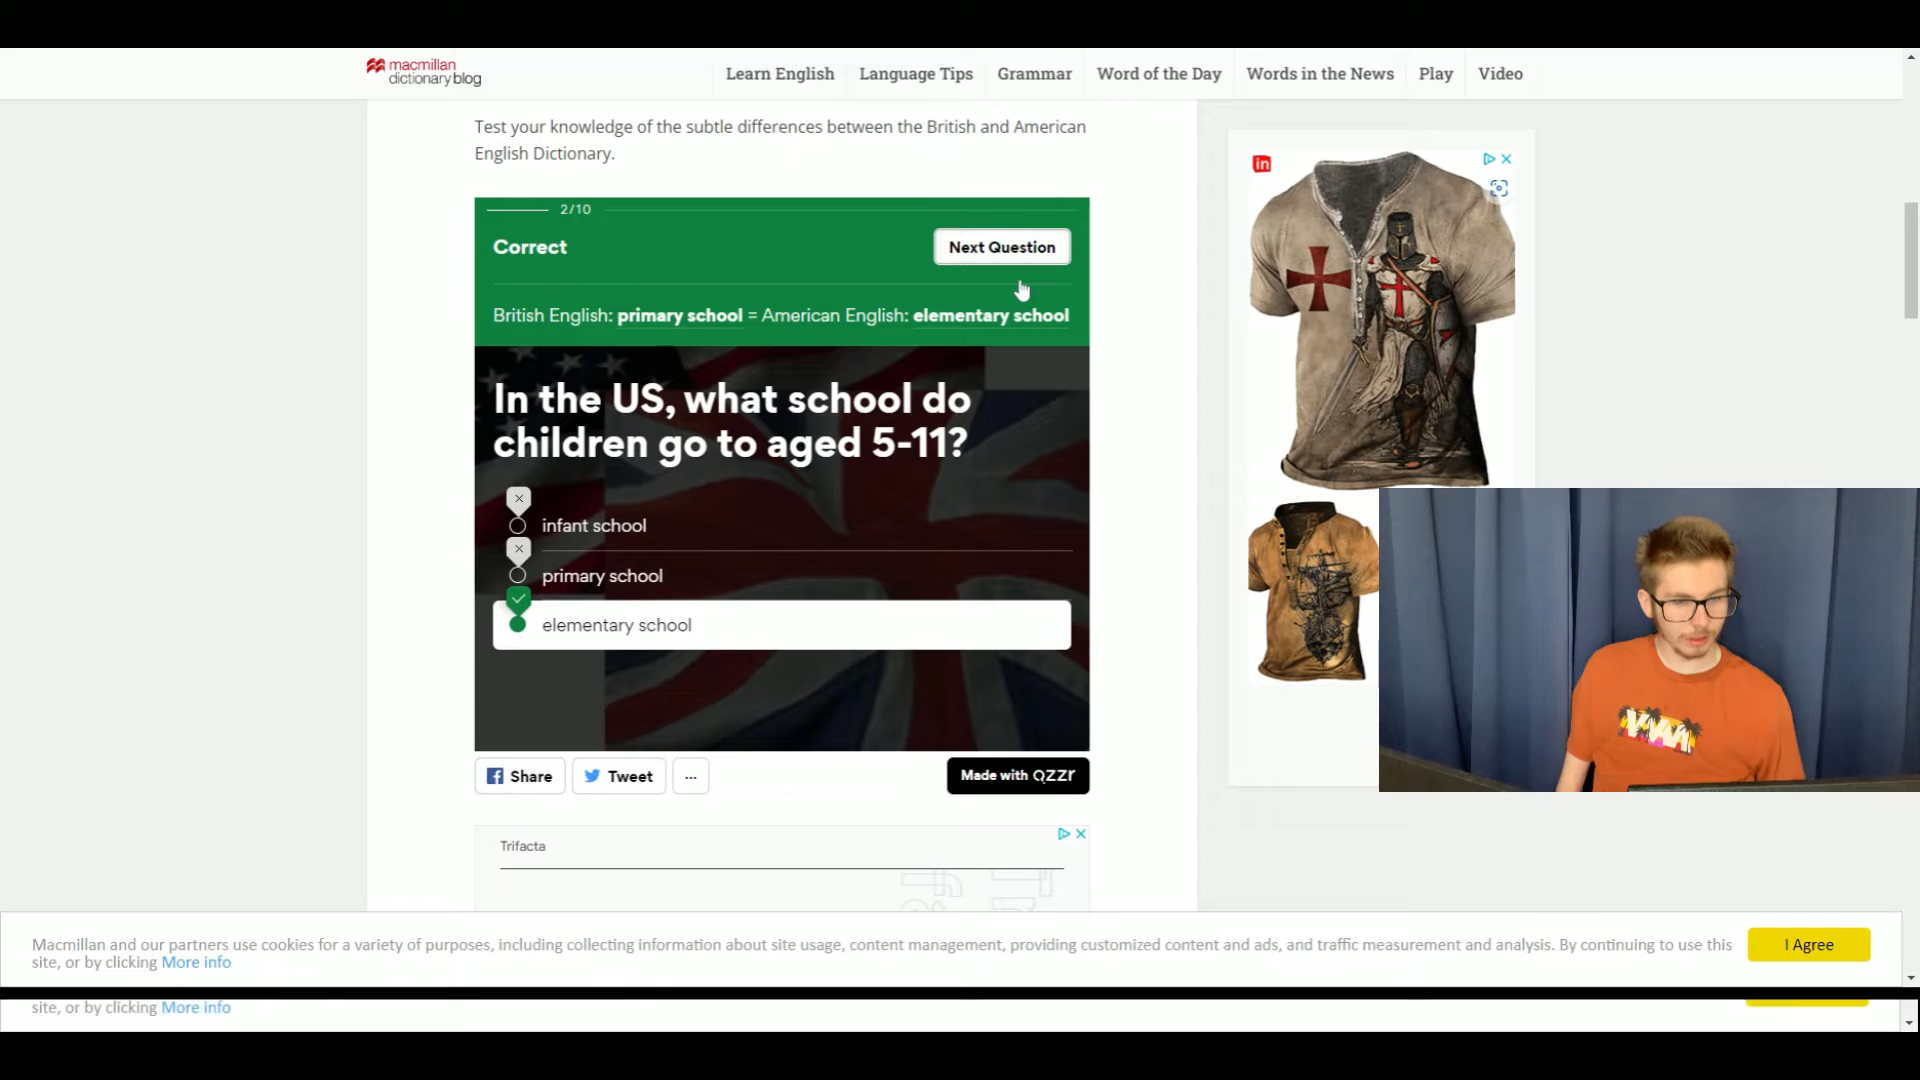 macmillan
dictionary blog
Learn English
Language Tips
Grammar
Word of the Day
Words in the News
Play
Video
Test your knowledge of the subtle differences between the British and American
English Dictionary.
2/10
Correct
Next Question
British English: primary school = American English: elementary school
In the US, what school do
children go to aged 5-11?
infant school
primary school
elementary school
Share
Tweet
...
Made with QZZR
in
Trifacta
Macmillan and our partners use cookies for a variety of purposes, including collecting information about site usage, content management, providing customized content and ads, and traffic measurement and analysis. By continuing to use this
site, or by clicking More info
I Agree
site, or by clicking More info